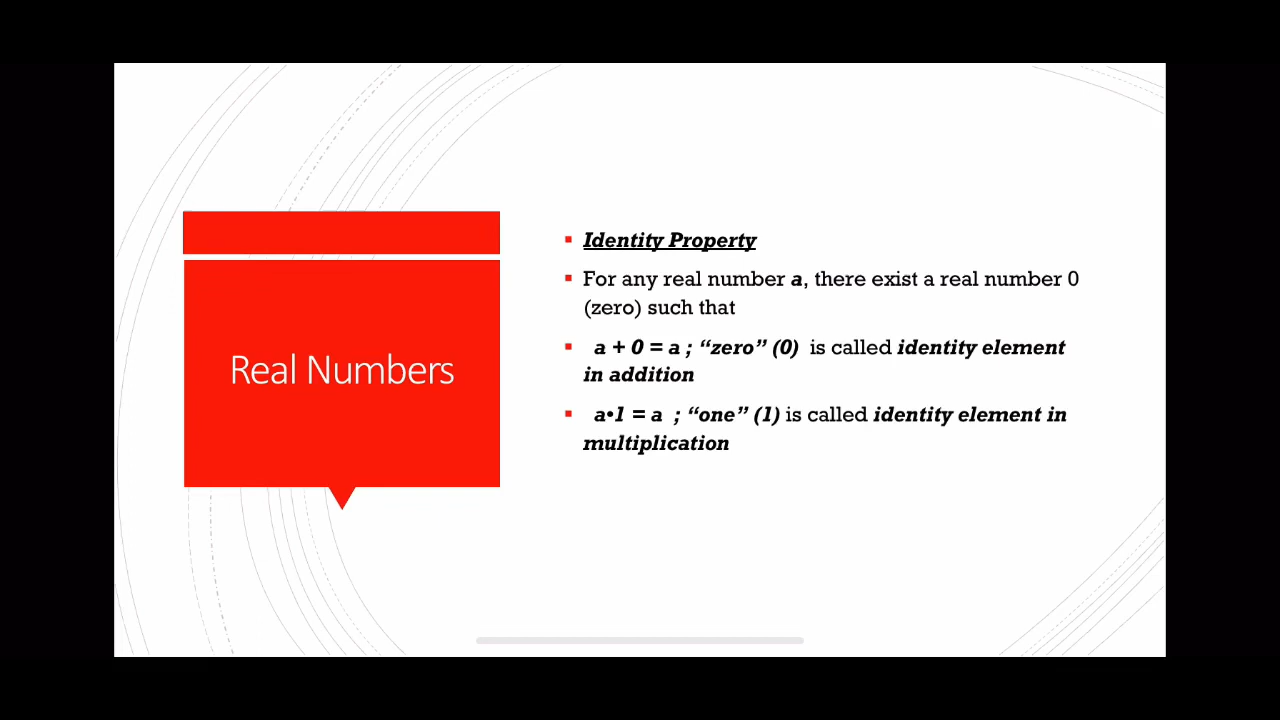 Real Numbers
Identity Property
For any real number a, there exist a real number 0
(zero) such that
a + 0 = a ; “zero” (0) is called identity element
in addition
a•1 = a ; “one” (1) is called identity element in
multiplication